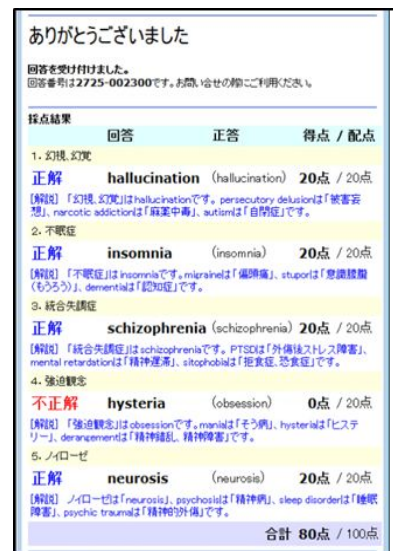 ありがとうございました
回答を受け付けました。
回答番号は2725-002300です。お問い合せの際にご利用ください。
採点結果
回答 正答 得点 / 配点
1. 幻視、幻覚
正解 hallucination (hallucination) 20点 / 20点
[解説] 「幻視、幻覚」はhallucinationです。persecutory delusionは「被害妄
想」、narcotic addictionは「麻薬中毒」、autismは「自閉症」です。
2. 不眠症
正解 insomnia (insomnia) 20点 / 20点
[解説] 「不眠症」はinsomniaです。migraineは「偏頭痛」、stuporは「意識朦朧
(もうろう)」、dementiaは「認知症」です。
3. 統合失調症
正解 schizophrenia (schizophrenia) 20点 / 20点
[解説] 「統合失調症」はschizophreniaです。PTSDは「外傷後ストレス障害」、
mental retardationは「精神遅滞」、sitophobiaは「拒食症、恐食症」です。
4. 強迫観念
不正解 hysteria (obsession) 0点 / 20点
[解説] 「強迫観念」はobsessionです。maniaは「そう病」、hysteriaは「ヒステ
リー」、derangementは「精神錯乱、精神障害」です。
5. ノイローゼ
正解 neurosis (neurosis) 20点 / 20点
[解説] ノイローゼは「neurosis」、psychosisは「精神病」、sleep disorderは「睡眠
障害」、psychic traumaは「精神的外傷」です。
合計 80点 / 100点